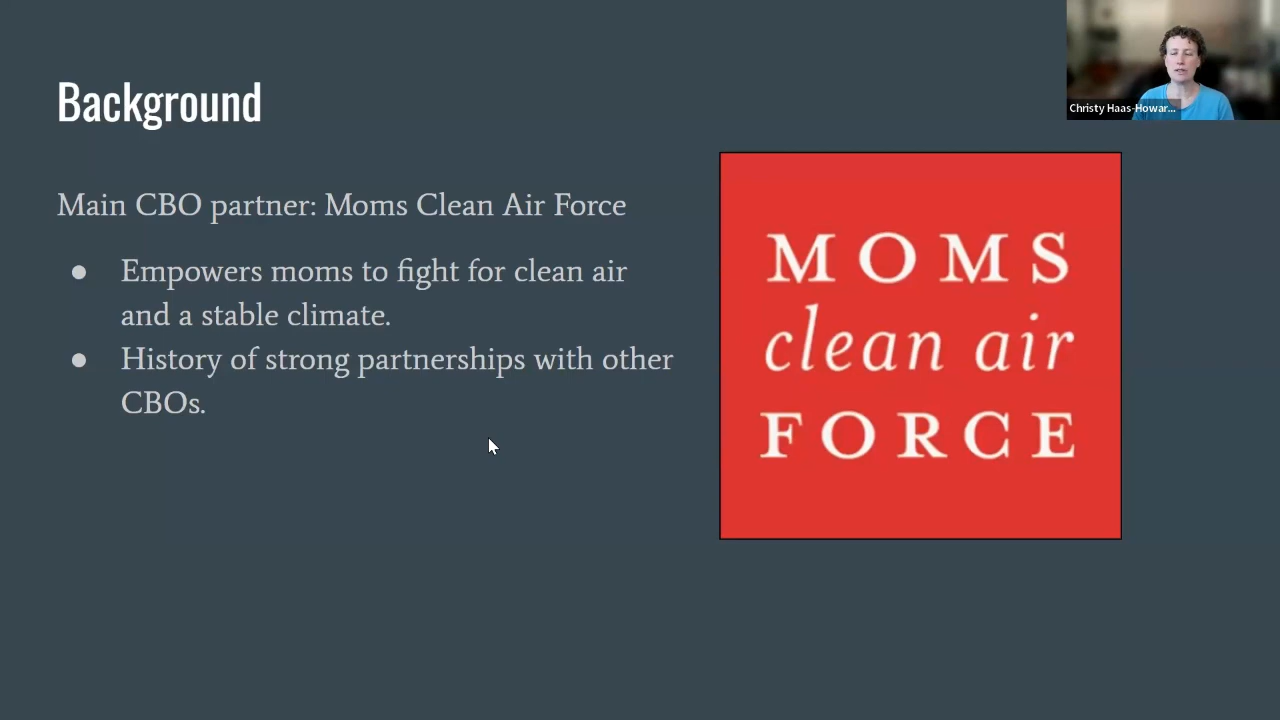 Background
Christy Haas-Howar...
Main CBO partner: Moms Clean Air Force
● Empowers moms to fight for clean air
and a stable climate.
● History of strong partnerships with other
CBOs.
MOMS
clean air
FORCE